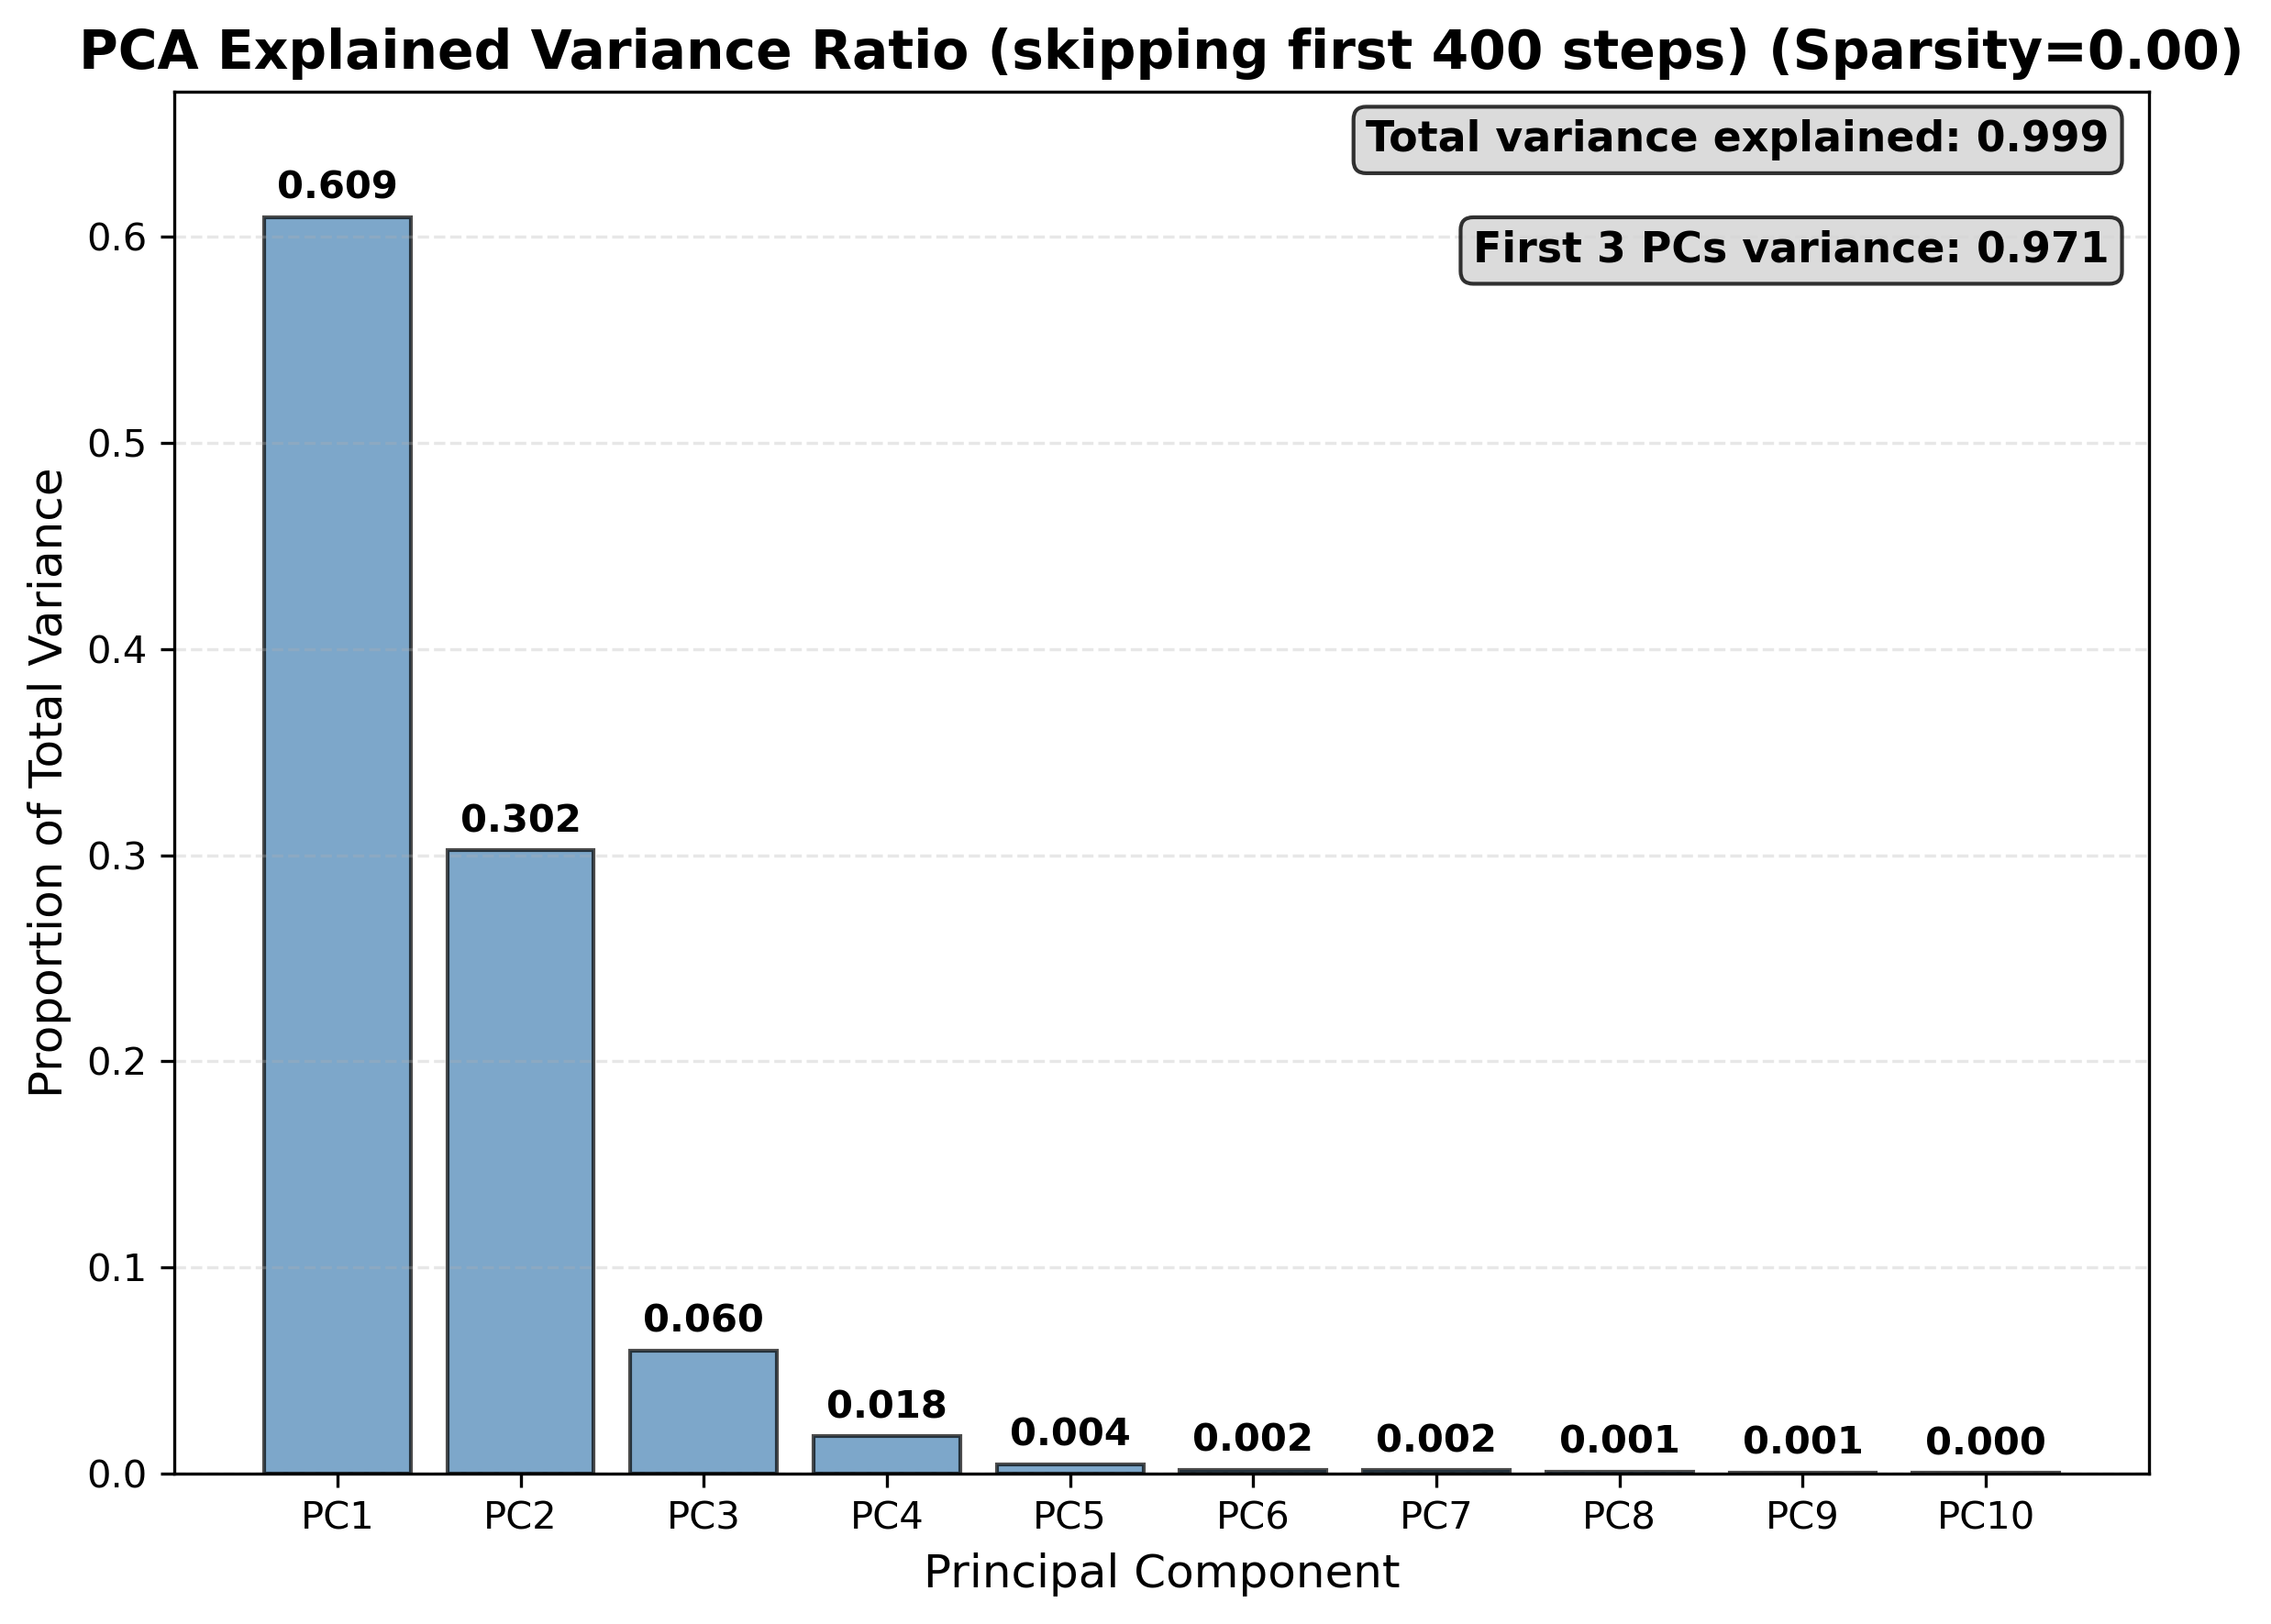 PCA Explained Variance Ratio (skipping first 400 steps) (Sparsity=0.00)
Total variance explained: 0.999
First 3 PCs variance: 0.971
Proportion of Total Variance
0.6
0.5
0.4
0.3
0.2
0.1
0.0
0.609
0.302
0.060
0.018
0.004
0.002
0.002
0.001
0.001
0.000
PC1 PC2 PC3 PC4 PC5 PC6 PC7 PC8 PC9 PC10
Principal Component